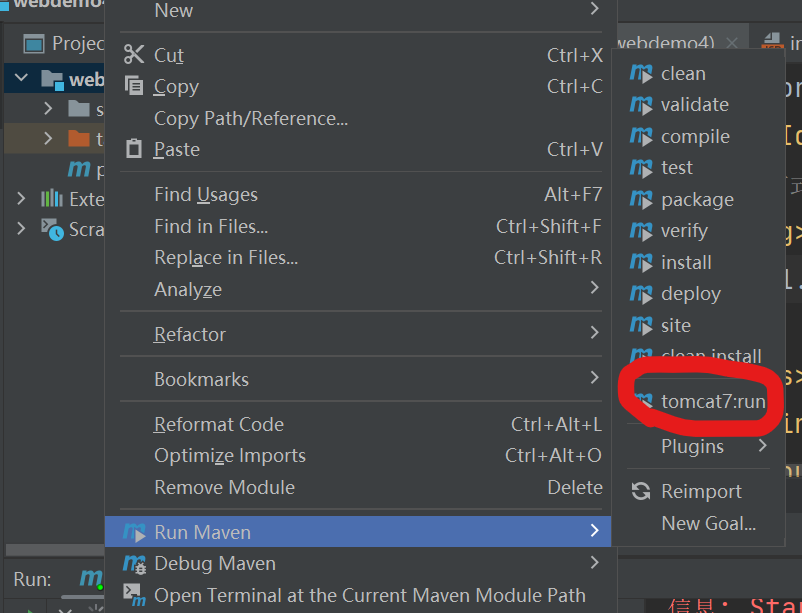 New
Project
Cut Ctrl+X
Copy Ctrl+C
Copy Path/Reference...
Paste Ctrl+V
Find Usages Alt+F7
Find in Files... Ctrl+Shift+F
Replace in Files... Ctrl+Shift+R
Analyze
Refactor
Bookmarks
Reformat Code Ctrl+Alt+L
Optimize Imports Ctrl+Alt+O
Remove Module Delete
Run Maven
Debug Maven
Open Terminal at the Current Maven Module Path
webdemo4)
clean
validate
compile
test
package
verify
install
deploy
site
clean install
tomcat7:run
Plugins
Reimport
New Goal...
web
Exte
Scra
Run:
信息: Star